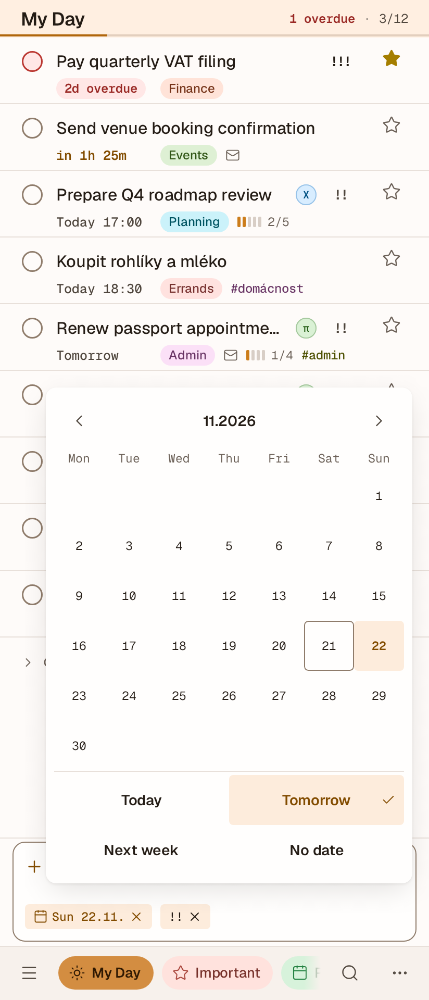 My Day 1 overdue · 3/12
Pay quarterly VAT filing !!!
2d overdue Finance
Send venue booking confirmation
in 1h 25m Events
Prepare Q4 roadmap review X !!
Today 17:00 Planning 2/5
Koupit rohlíky a mléko
Today 18:30 Errands #domácnost
Renew passport appointme… π !!
Tomorrow Admin 1/4 #admin
11.2026
Mon Tue Wed Thu Fri Sat Sun
1
2 3 4 5 6 7 8
9 10 11 12 13 14 15
16 17 18 19 20 21 22
23 24 25 26 27 28 29
30
Today Tomorrow
Next week No date
Sun 22.11. !!
My Day Important